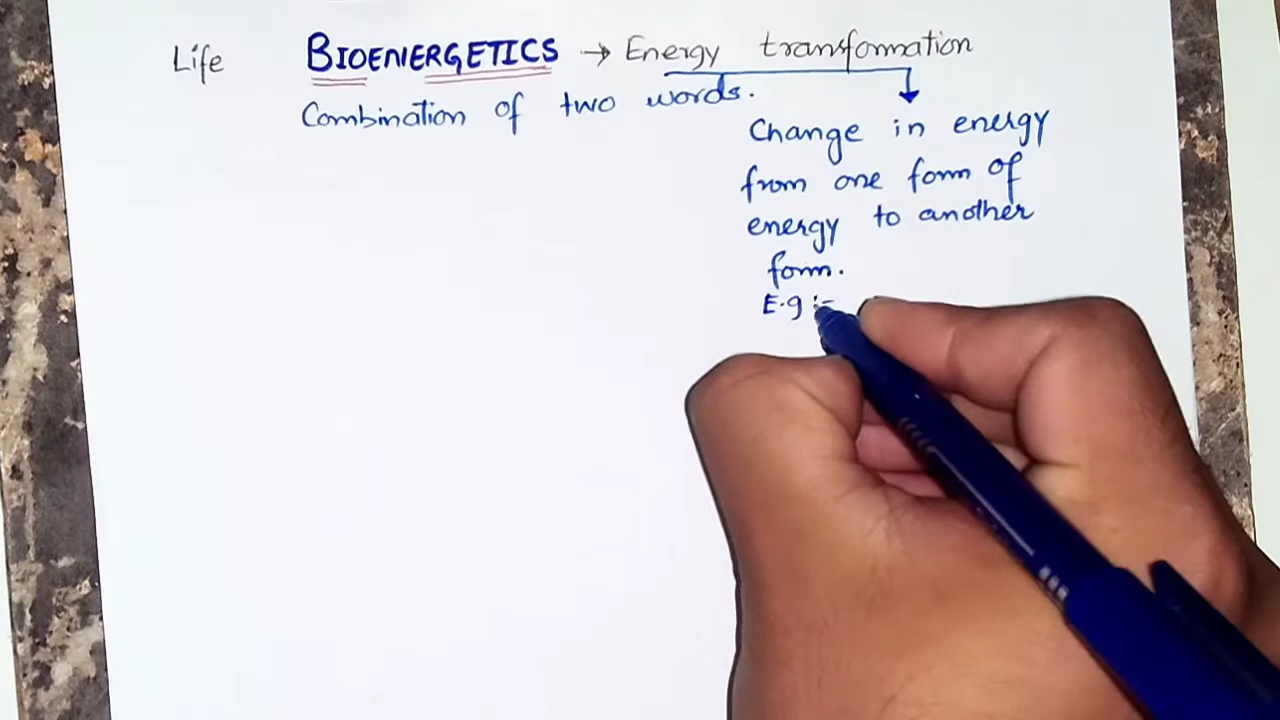 Life BIOENERGETICS → Energy transformation
Combination of two words.
Change in energy
from one form of
energy to another
form.
E.g :-